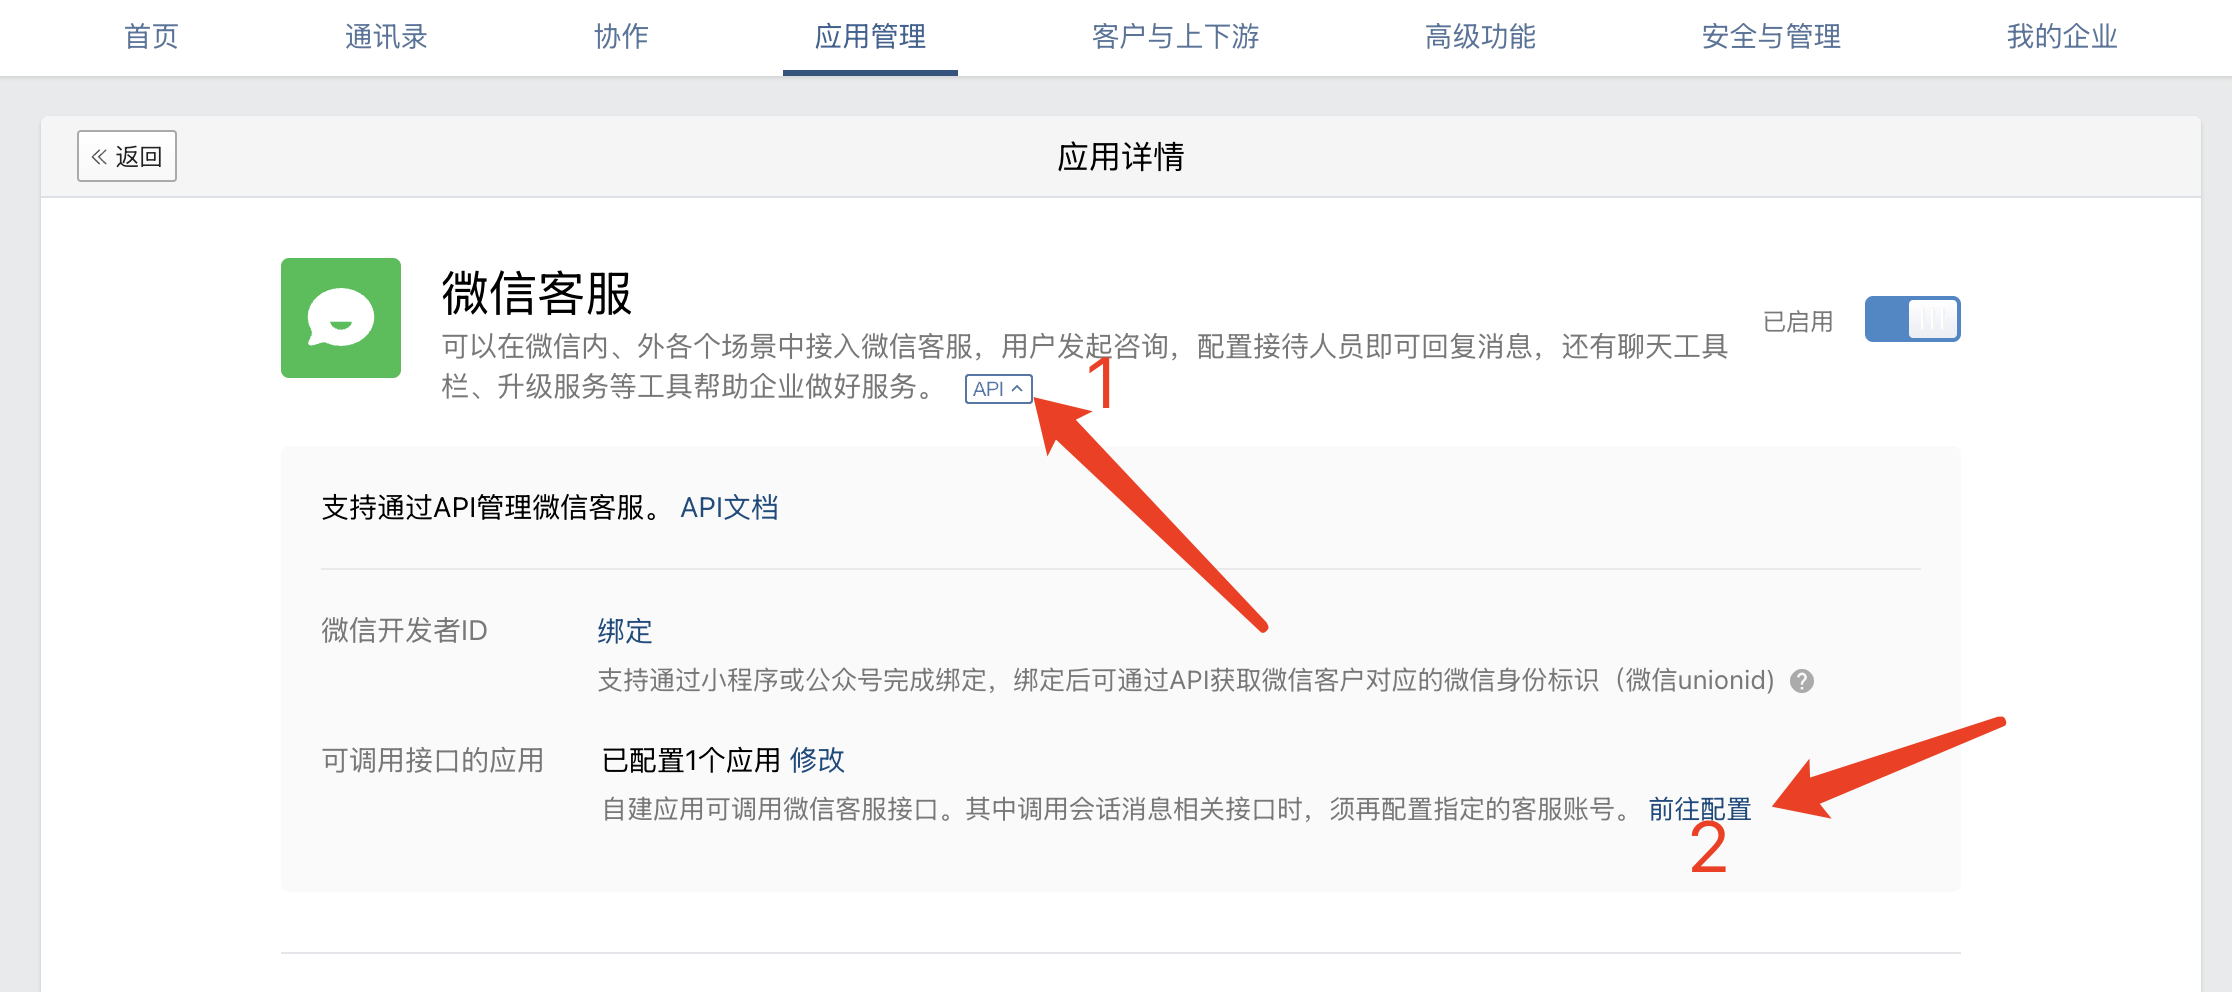 首页 通讯录 协作 应用管理 客户与上下游 高级功能 安全与管理 我的企业
« 返回
应用详情
微信客服
可以在微信内、外各个场景中接入微信客服，用户发起咨询，配置接待人员即可回复消息，还有聊天工具
栏、升级服务等工具帮助企业做好服务。 API
1
已启用
支持通过API管理微信客服。 API文档
微信开发者ID 绑定
支持通过小程序或公众号完成绑定，绑定后可通过API获取微信客户对应的微信身份标识（微信unionid) ?
可调用接口的应用 已配置1个应用 修改
自建应用可调用微信客服接口。其中调用会话消息相关接口时，须再配置指定的客服账号。 前往配置
2